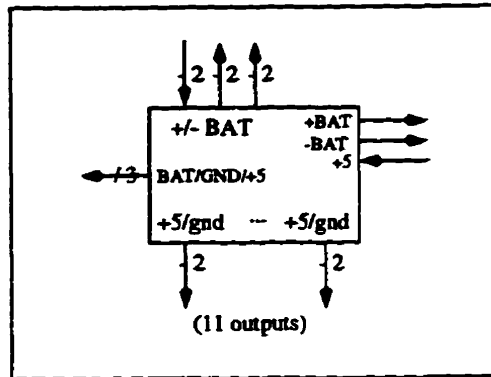 2 2 2
+/- BAT
+BAT
-BAT
+5
/3 BAT/GND/+5
+5/gnd ... +5/gnd
2 2
(11 outputs)